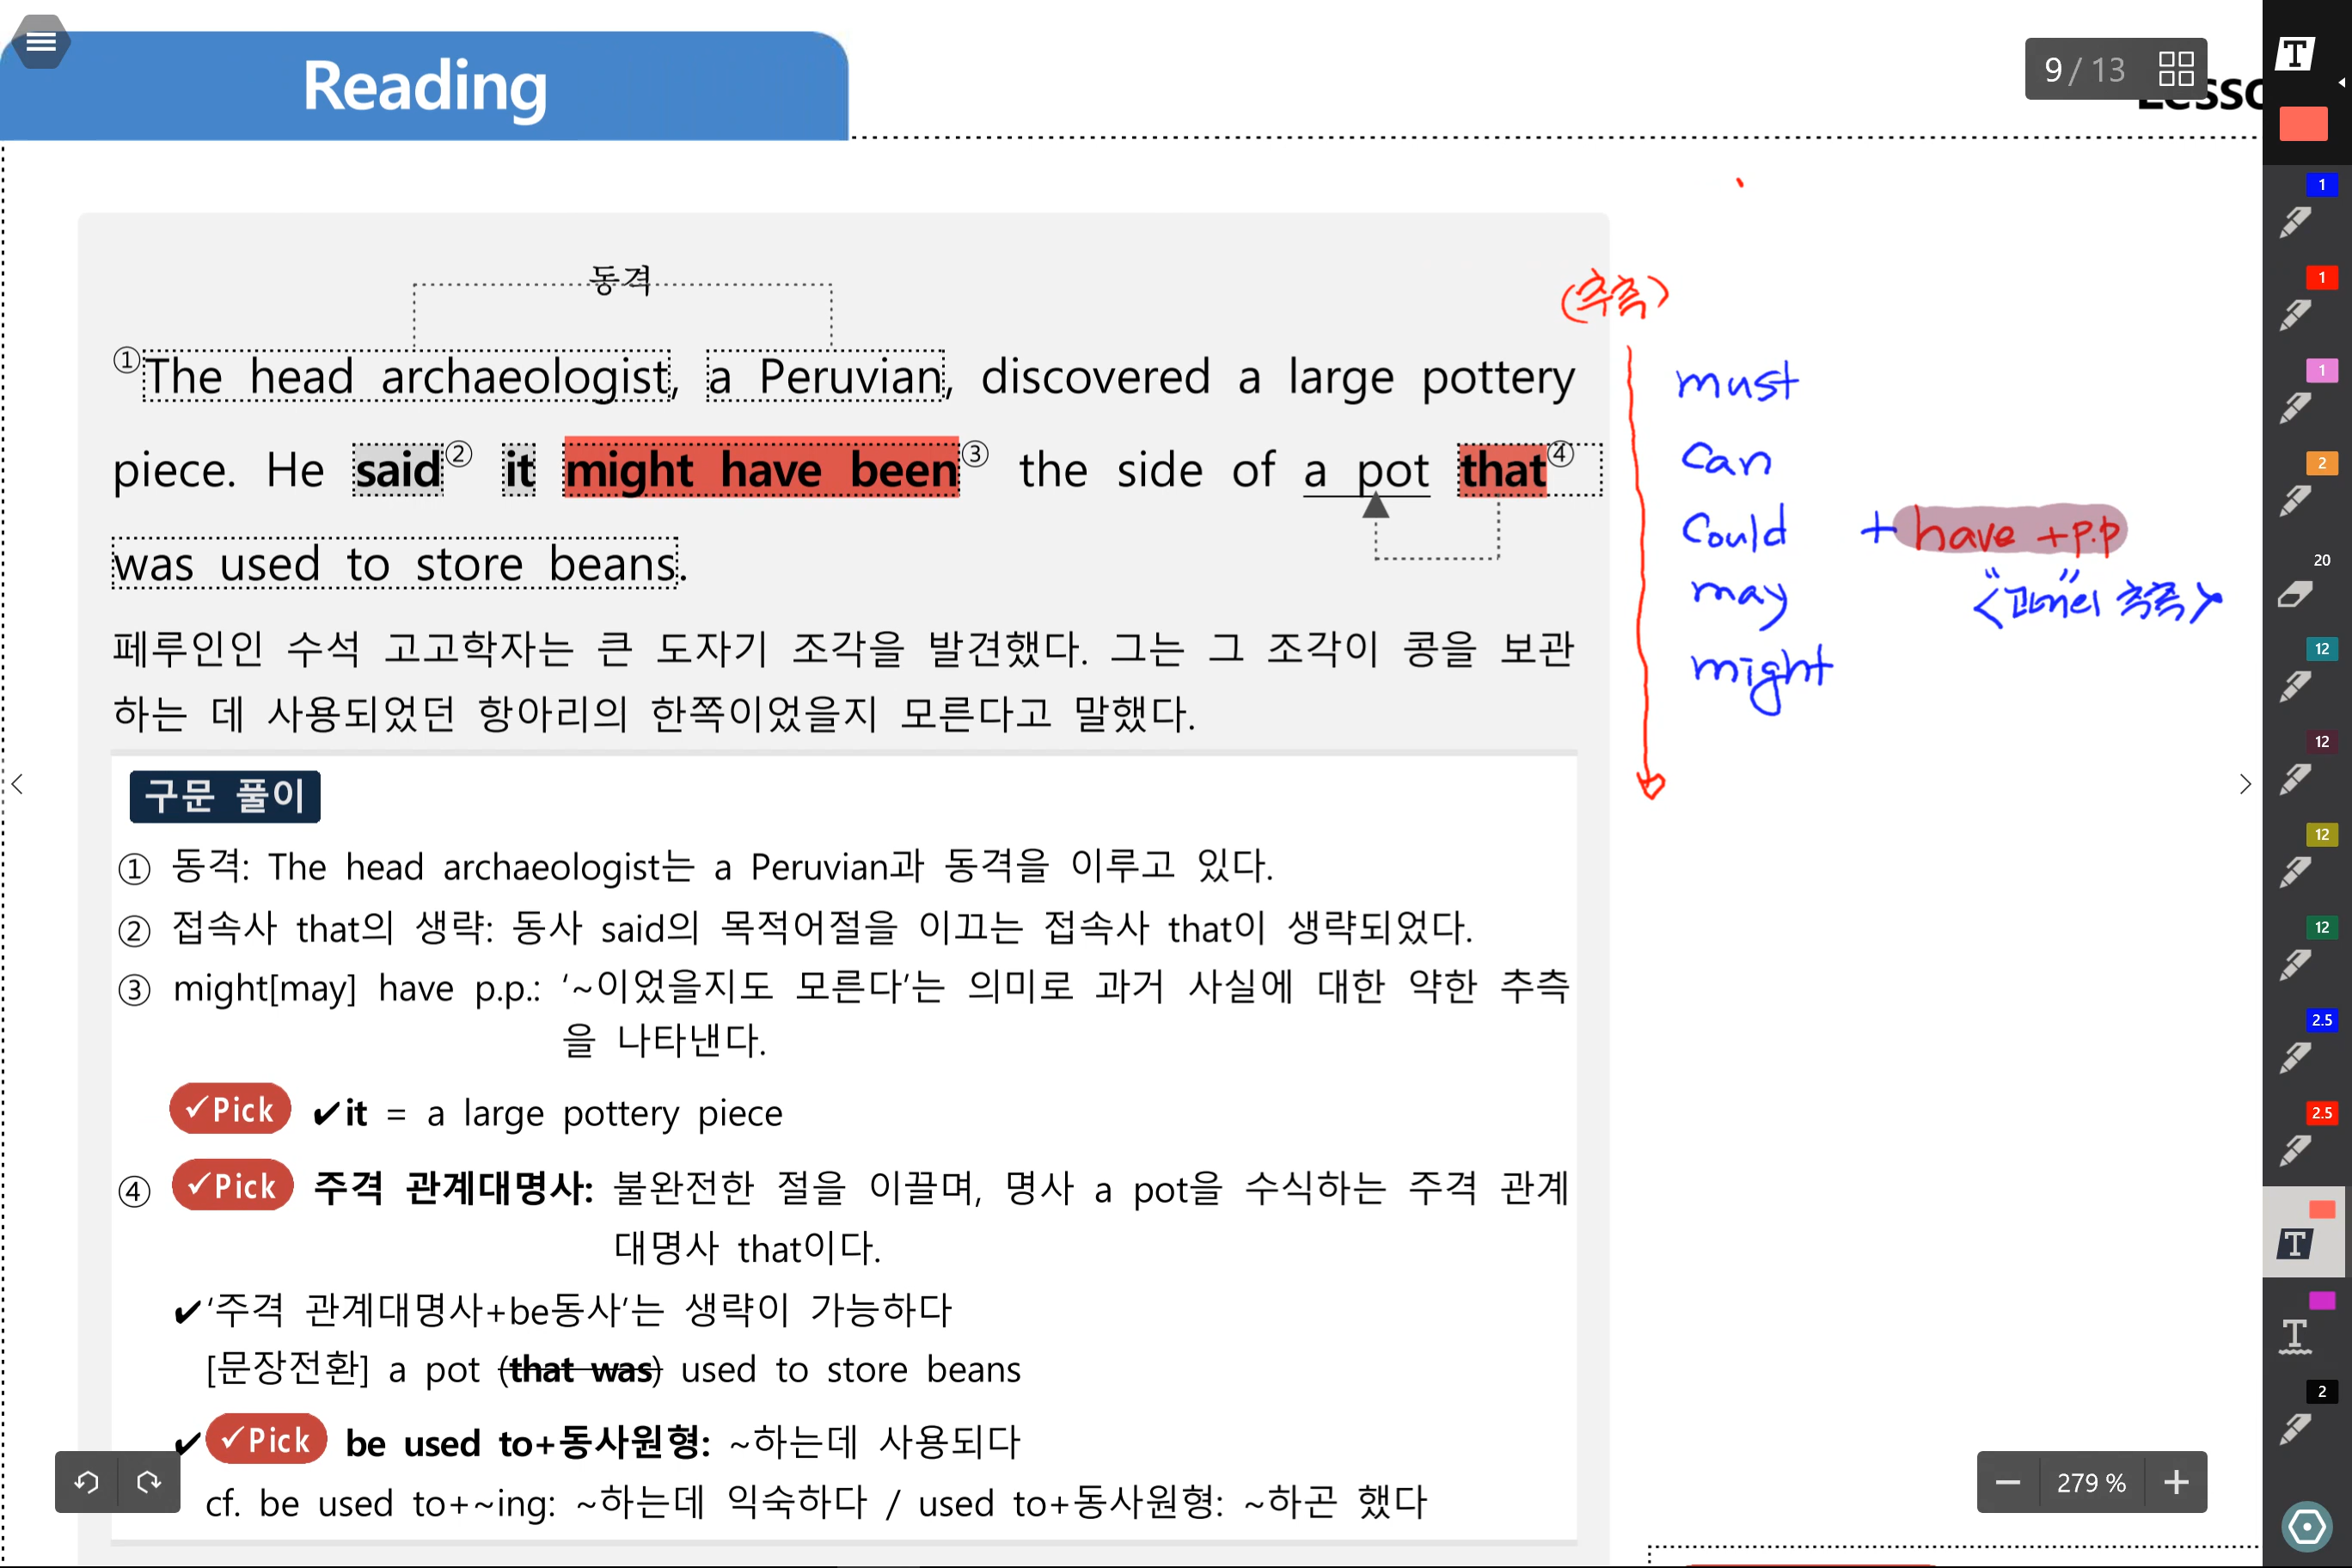 Reading
9 / 13
Lesso
동격
①The head archaeologist, a Peruvian, discovered a large pottery
piece. He said② it might have been③ the side of a pot that④
was used to store beans.
페루인인 수석 고고학자는 큰 도자기 조각을 발견했다. 그는 그 조각이 콩을 보관
하는 데 사용되었던 항아리의 한쪽이었을지 모른다고 말했다.
(추측)
must
can
could + have + p.p
may
might
구문 풀이
① 동격: The head archaeologist는 a Peruvian과 동격을 이루고 있다.
② 접속사 that의 생략: 동사 said의 목적어절을 이끄는 접속사 that이 생략되었다.
③ might[may] have p.p.: ‘~이었을지도 모른다’는 의미로 과거 사실에 대한 약한 추측
을 나타낸다.
✓Pick ✔it = a large pottery piece
④ ✓Pick 주격 관계대명사: 불완전한 절을 이끌며, 명사 a pot을 수식하는 주격 관계
대명사 that이다.
✔‘주격 관계대명사+be동사’는 생략이 가능하다
[문장전환] a pot (that was) used to store beans
✔ ✓Pick be used to+동사원형: ~하는데 사용되다
cf. be used to+~ing: ~하는데 익숙하다 / used to+동사원형: ~하곤 했다
279 %
1
1
1
2
20
12
12
12
12
2.5
2.5
T
T
T
2